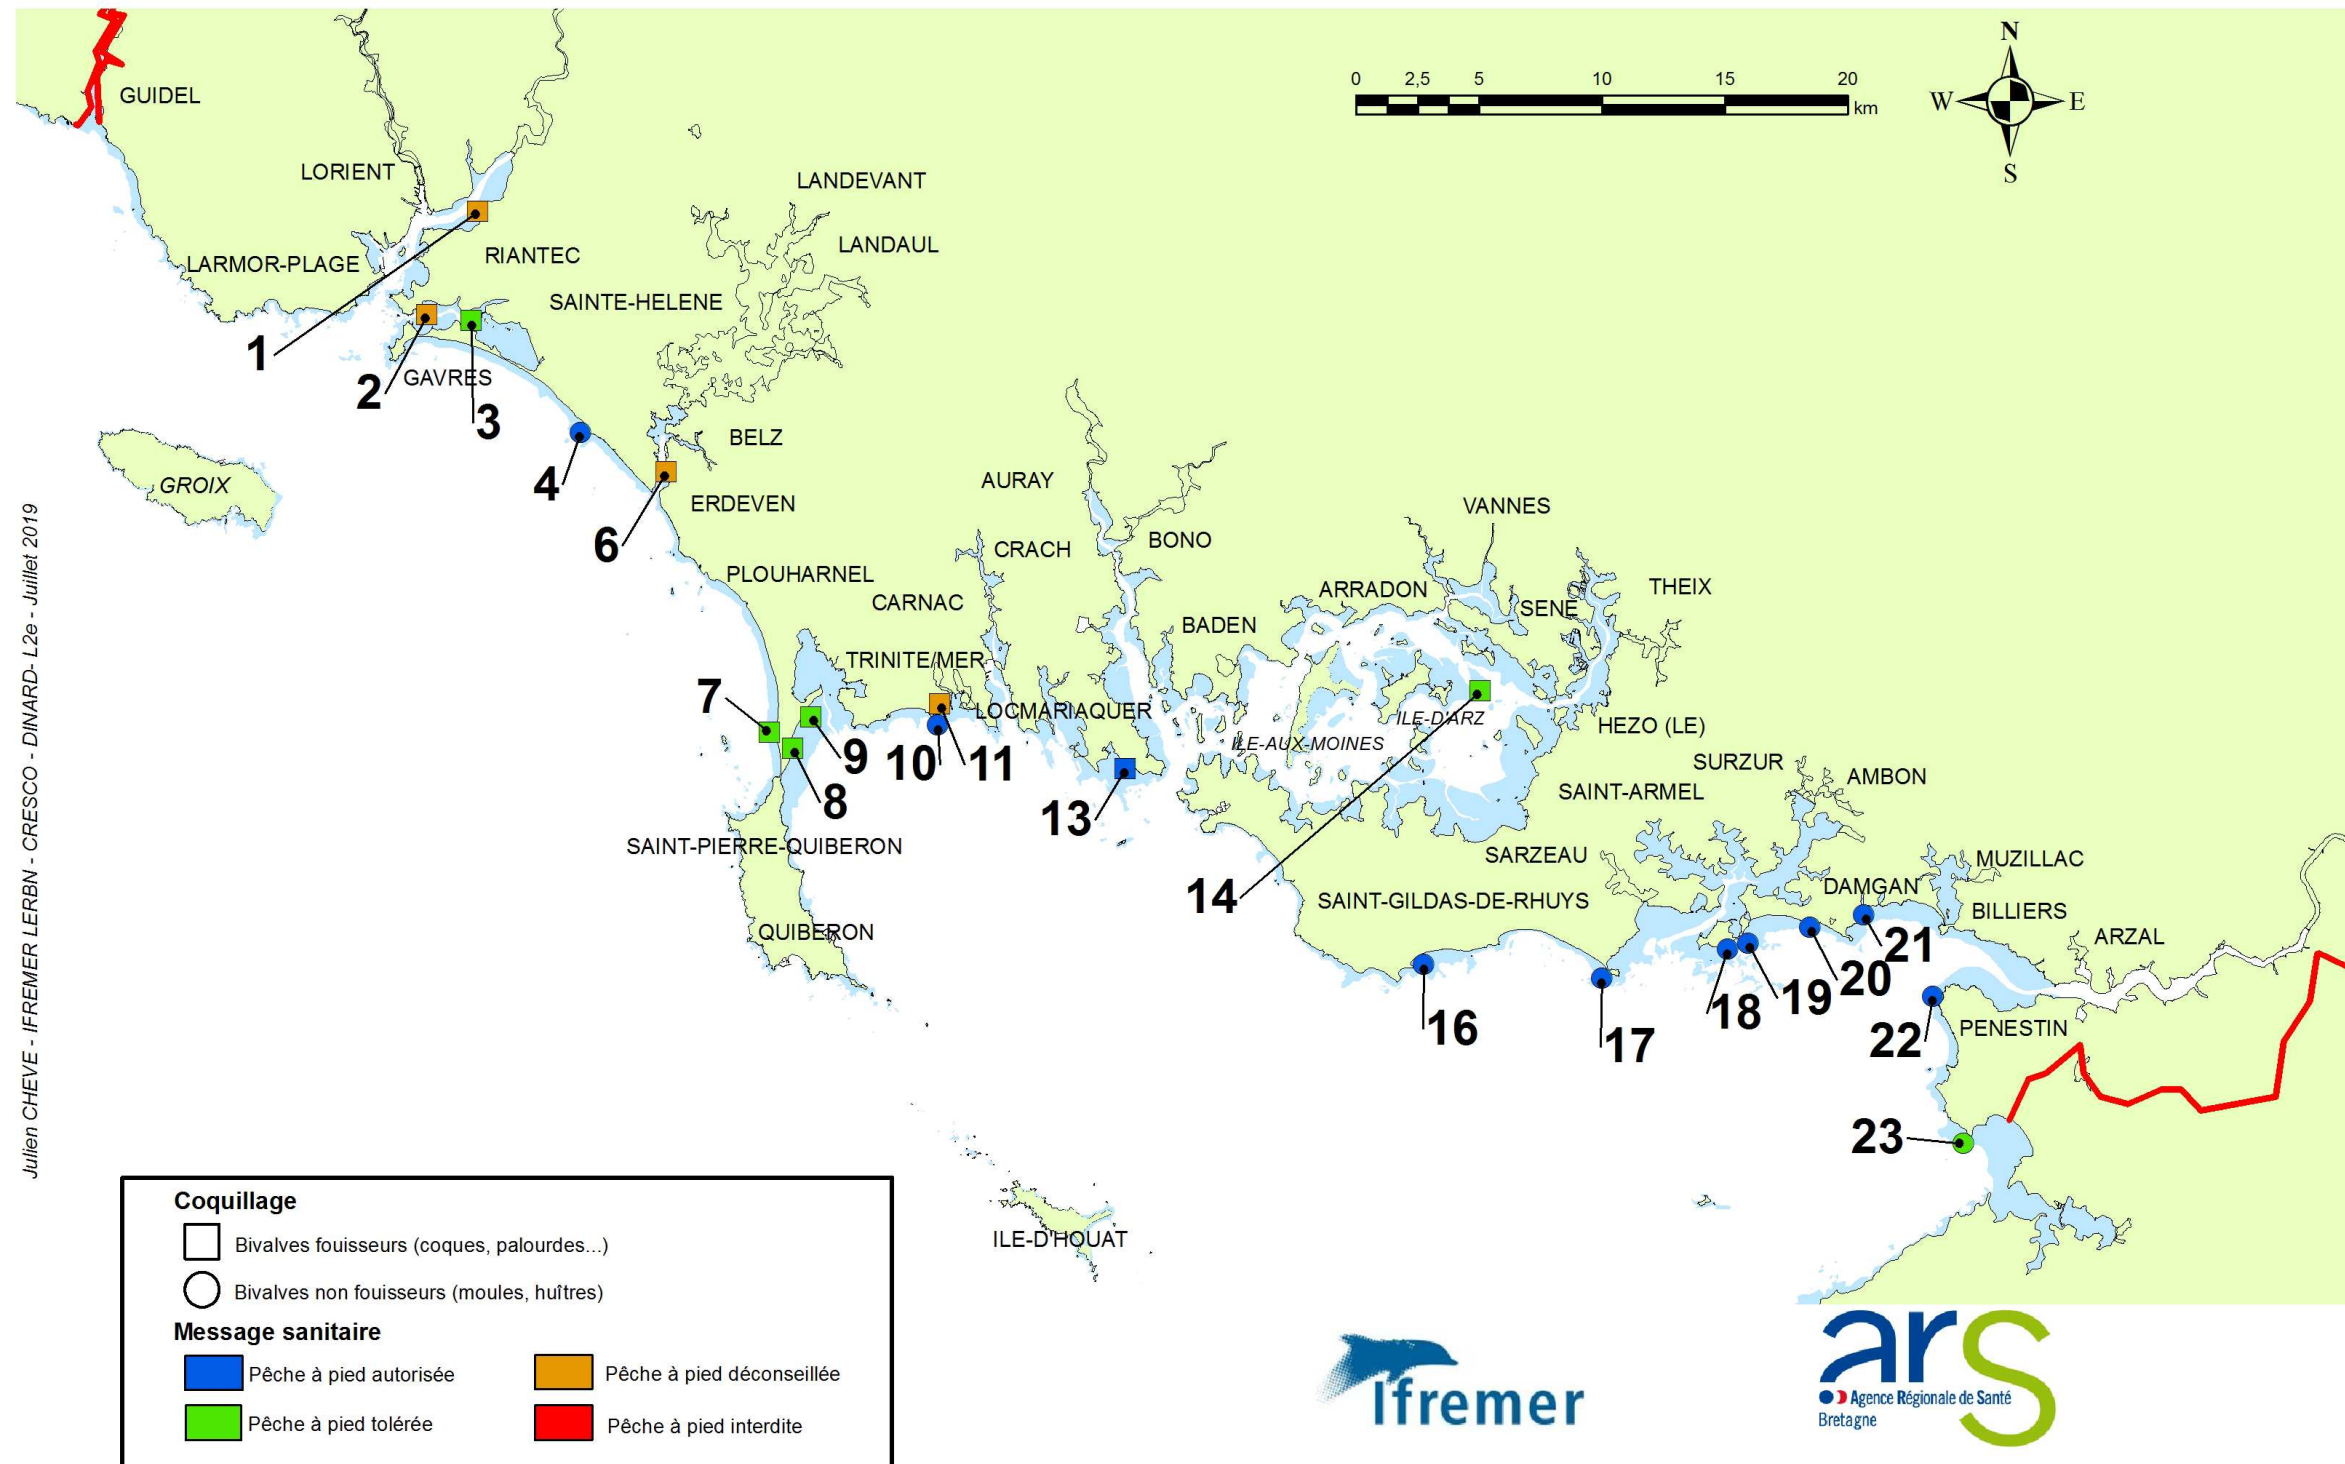 N
0 2,5 5 10 15 20
km
W E
S
GUIDEL
LORIENT
LANDEVANT
LANDAUL
RIANTEC
LARMOR-PLAGE
SAINTE-HELENE
1
2
GAVRES
3
BELZ
4
GROIX
AURAY
ERDEVEN
VANNES
6
BONO
CRACH
PLOUHARNEL
CARNAC
ARRADON
THEIX
SENE
BADEN
TRINITE/MER
7
LOCMARIAQUER
ILE-D'ARZ
HEZO (LE)
ILE-AUX-MOINES
9
10
11
SURZUR
AMBON
8
13
SAINT-ARMEL
SAINT-PIERRE-QUIBERON
SARZEAU
MUZILLAC
14
DAMGAN
SAINT-GILDAS-DE-RHUYS
BILLIERS
QUIBERON
ARZAL
21
20
19
18
16
17
22
PENESTIN
23
ILE-D'HOUAT
Julien CHEVE - IFREMER LERBN - CRESCO - DINARD- L2e - Juillet 2019
Coquillage
Bivalves fouisseurs (coques, palourdes...)
Bivalves non fouisseurs (moules, huîtres)
Message sanitaire
Pêche à pied autorisée
Pêche à pied déconseillée
Pêche à pied tolérée
Pêche à pied interdite
Ifremer
ars
Agence Régionale de Santé
Bretagne